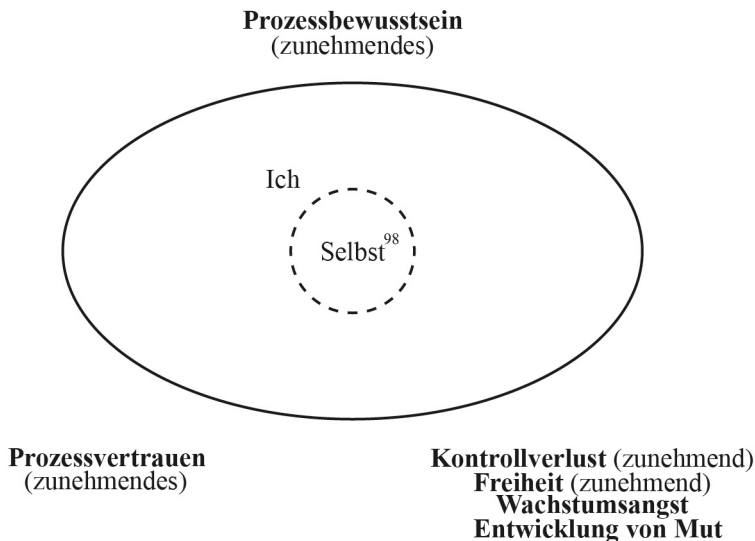 Prozessbewusstsein
(zunehmendes)
Ich
Selbst98
Prozessvertrauen
(zunehmendes)
Kontrollverlust (zunehmend)
Freiheit (zunehmend)
Wachstumsangst
Entwicklung von Mut